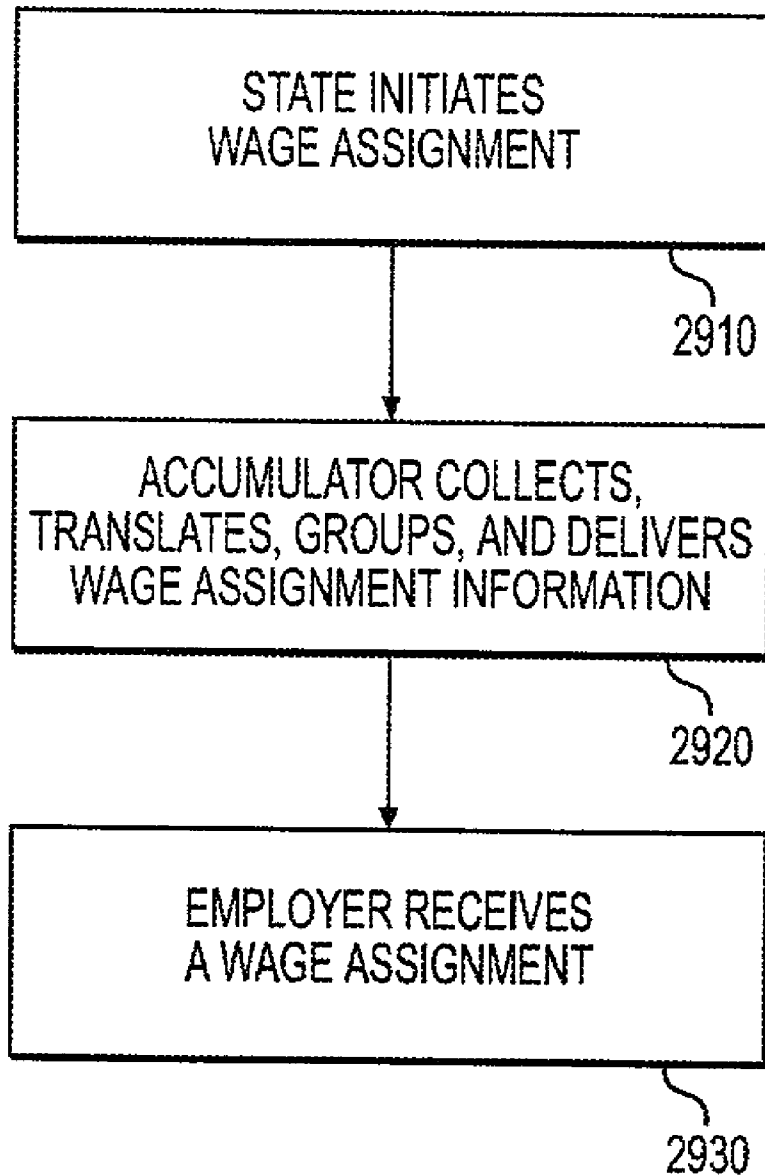 STATE INITIATES
WAGE ASSIGNMENT
2910
ACCUMULATOR COLLECTS,
TRANSLATES, GROUPS, AND DELIVERS
WAGE ASSIGNMENT INFORMATION
2920
EMPLOYER RECEIVES
A WAGE ASSIGNMENT
2930